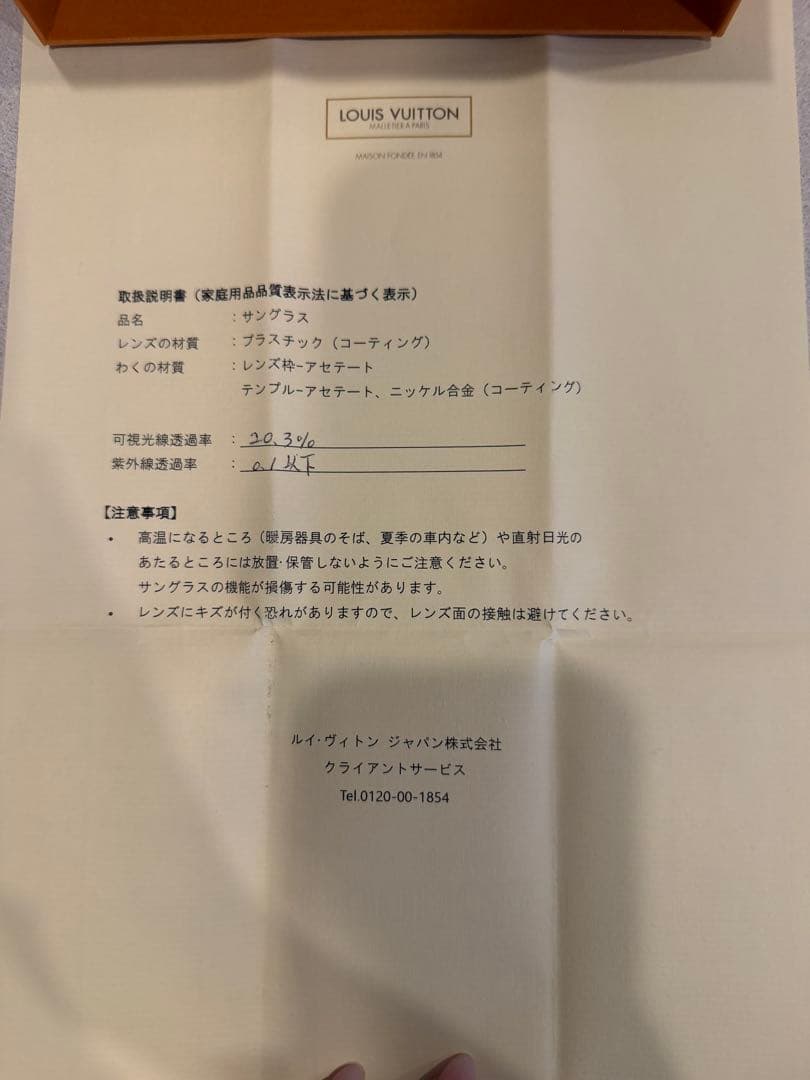 LOUIS VUITTON
MALLETIER À PARIS
MAISON FONDÉE EN 1854
取扱説明書（家庭用品品質表示法に基づく表示）
品名 ：サングラス
レンズの材質 ：プラスチック（コーティング）
わくの材質 ：レンズ枠-アセテート
テンプル-アセテート、ニッケル合金（コーティング）
可視光線透過率 ： 20.3%
紫外線透過率 ： 0.1以下
【注意事項】
・ 高温になるところ（暖房器具のそば、夏季の車内など）や直射日光の
あたるところには放置･保管しないようにご注意ください。
サングラスの機能が損傷する可能性があります。
・ レンズにキズが付く恐れがありますので、レンズ面の接触は避けてください。
ルイ･ヴィトン ジャパン株式会社
クライアントサービス
Tel.0120-00-1854